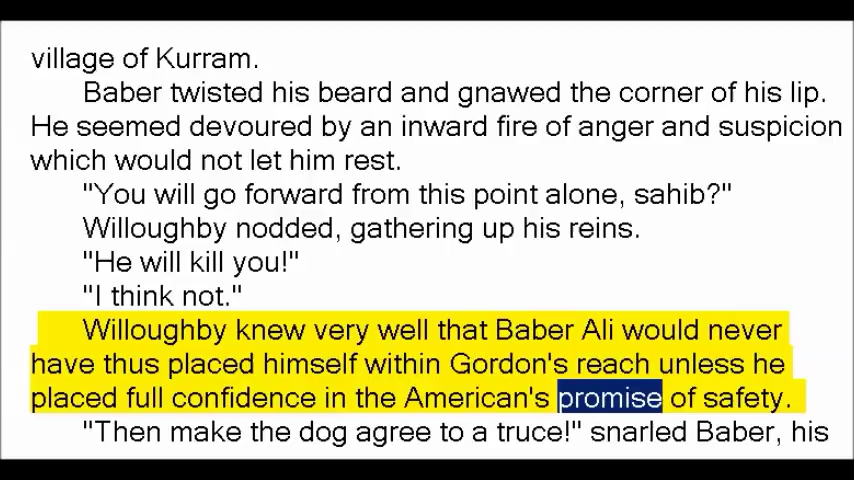 village of Kurram.
Baber twisted his beard and gnawed the corner of his lip.
He seemed devoured by an inward fire of anger and suspicion
which would not let him rest.
"You will go forward from this point alone, sahib?"
Willoughby nodded, gathering up his reins.
"He will kill you!"
"I think not."
Willoughby knew very well that Baber Ali would never
have thus placed himself within Gordon's reach unless he
placed full confidence in the American's promise of safety.
"Then make the dog agree to a truce!" snarled Baber, his